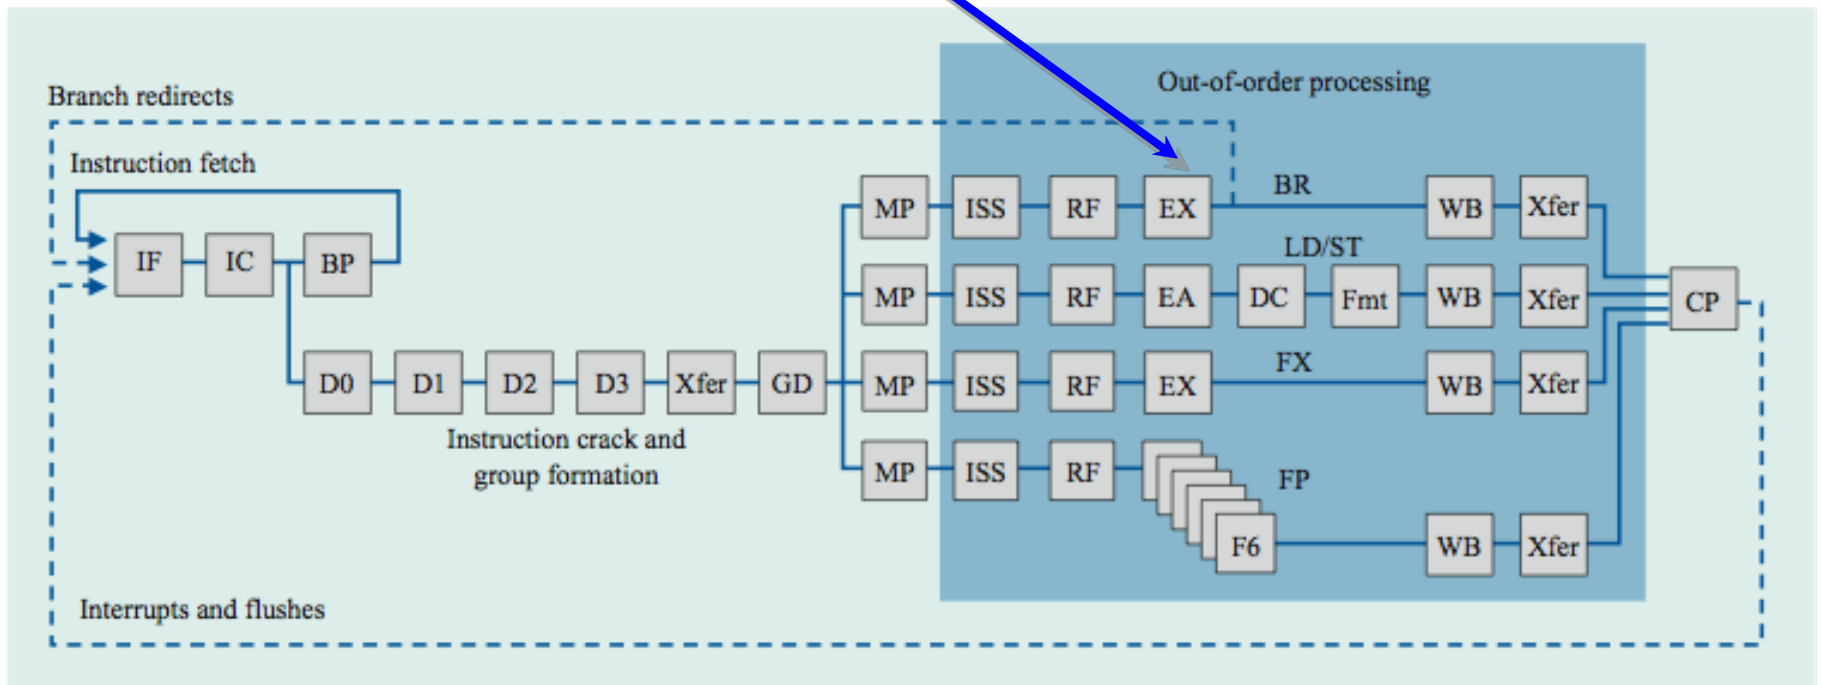 Out-of-order processing
Branch redirects
Instruction fetch
MP ISS RF EX BR WB Xfer
IF IC BP
LD/ST
MP ISS RF EA DC Fmt WB Xfer CP
D0 D1 D2 D3 Xfer GD MP ISS RF EX FX WB Xfer
Instruction crack and
group formation
MP ISS RF FP
F6 WB Xfer
Interrupts and flushes